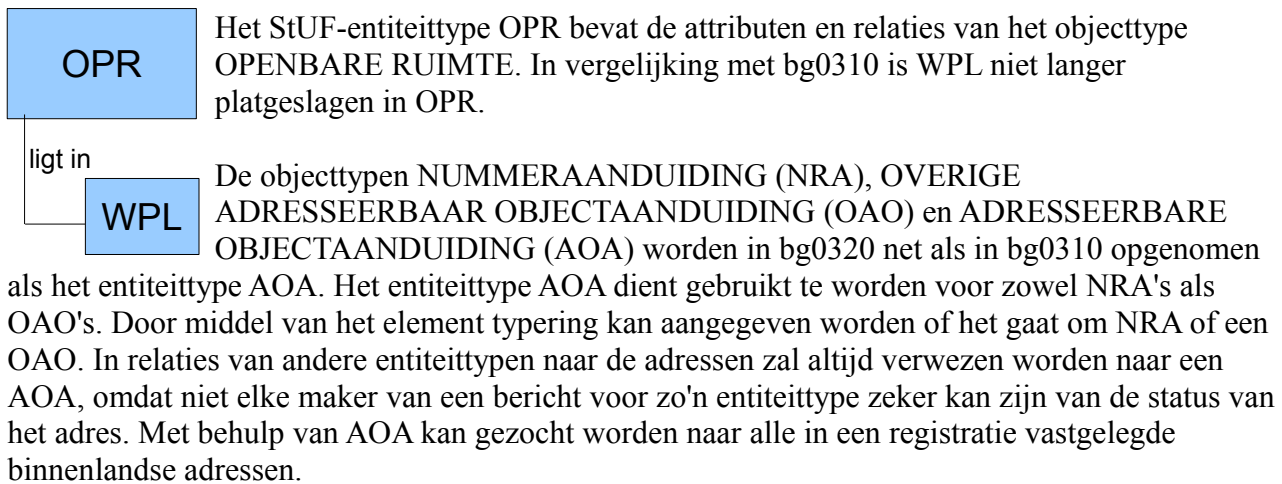 OPR
Het StUF-entiteittype OPR bevat de attributen en relaties van het objecttype
OPENBARE RUIMTE. In vergelijking met bg0310 is WPL niet langer
platgeslagen in OPR.
ligt in
WPL
De objecttypen NUMMERAANDUIDING (NRA), OVERIGE
ADRESSEERBAAR OBJECTAANDUIDING (OAO) en ADRESSEERBARE
OBJECTAANDUIDING (AOA) worden in bg0320 net als in bg0310 opgenomen
als het entiteittype AOA. Het entiteittype AOA dient gebruikt te worden voor zowel NRA's als
OAO's. Door middel van het element typering kan aangegeven worden of het gaat om NRA of een
OAO. In relaties van andere entiteittypen naar de adressen zal altijd verwezen worden naar een
AOA, omdat niet elke maker van een bericht voor zo'n entiteittype zeker kan zijn van de status van
het adres. Met behulp van AOA kan gezocht worden naar alle in een registratie vastgelegde
binnenlandse adressen.